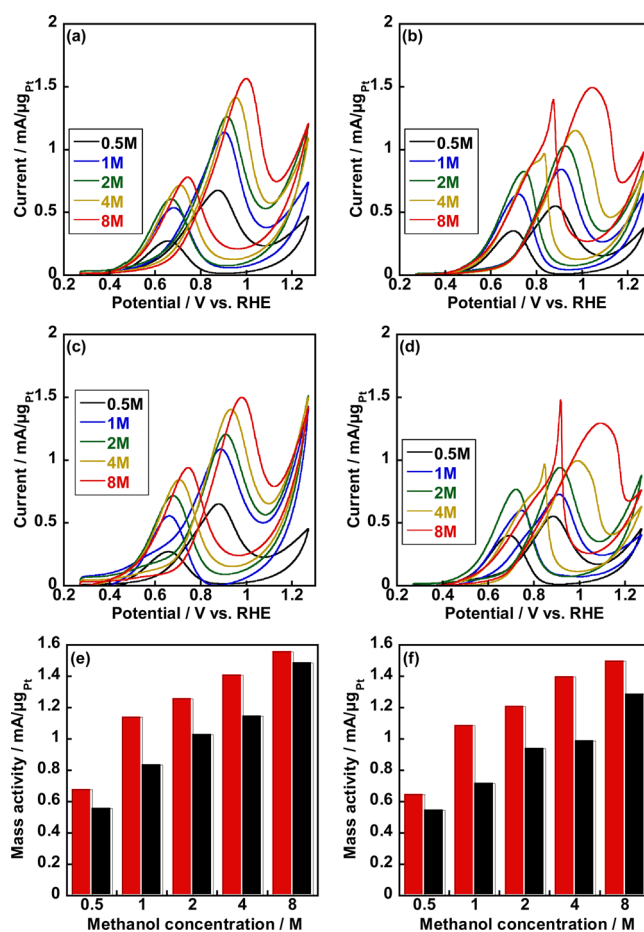 (a)
2
1.5
1
0.5
0
Current / mA/μg_Pt
0.5M
1M
2M
4M
8M
0.2 0.4 0.6 0.8 1 1.2
Potential / V vs. RHE
(b)
2
1.5
1
0.5
0
Current / mA/μg_Pt
0.5M
1M
2M
4M
8M
0.2 0.4 0.6 0.8 1 1.2
Potential / V vs. RHE
(c)
2
1.5
1
0.5
0
Current / mA/μg_Pt
0.5M
1M
2M
4M
8M
0.2 0.4 0.6 0.8 1 1.2
Potential / V vs. RHE
(d)
2
1.5
1
0.5
0
Current / mA/μg_Pt
0.5M
1M
2M
4M
8M
0.2 0.4 0.6 0.8 1 1.2
Potential / V vs. RHE
(e)
1.6
1.4
1.2
1
0.8
0.6
0.4
0.2
0
Mass activity / mA/μg_Pt
0.5 1 2 4 8
Methanol concentration / M
(f)
1.6
1.4
1.2
1
0.8
0.6
0.4
0.2
0
Mass activity / mA/μg_Pt
0.5 1 2 4 8
Methanol concentration / M